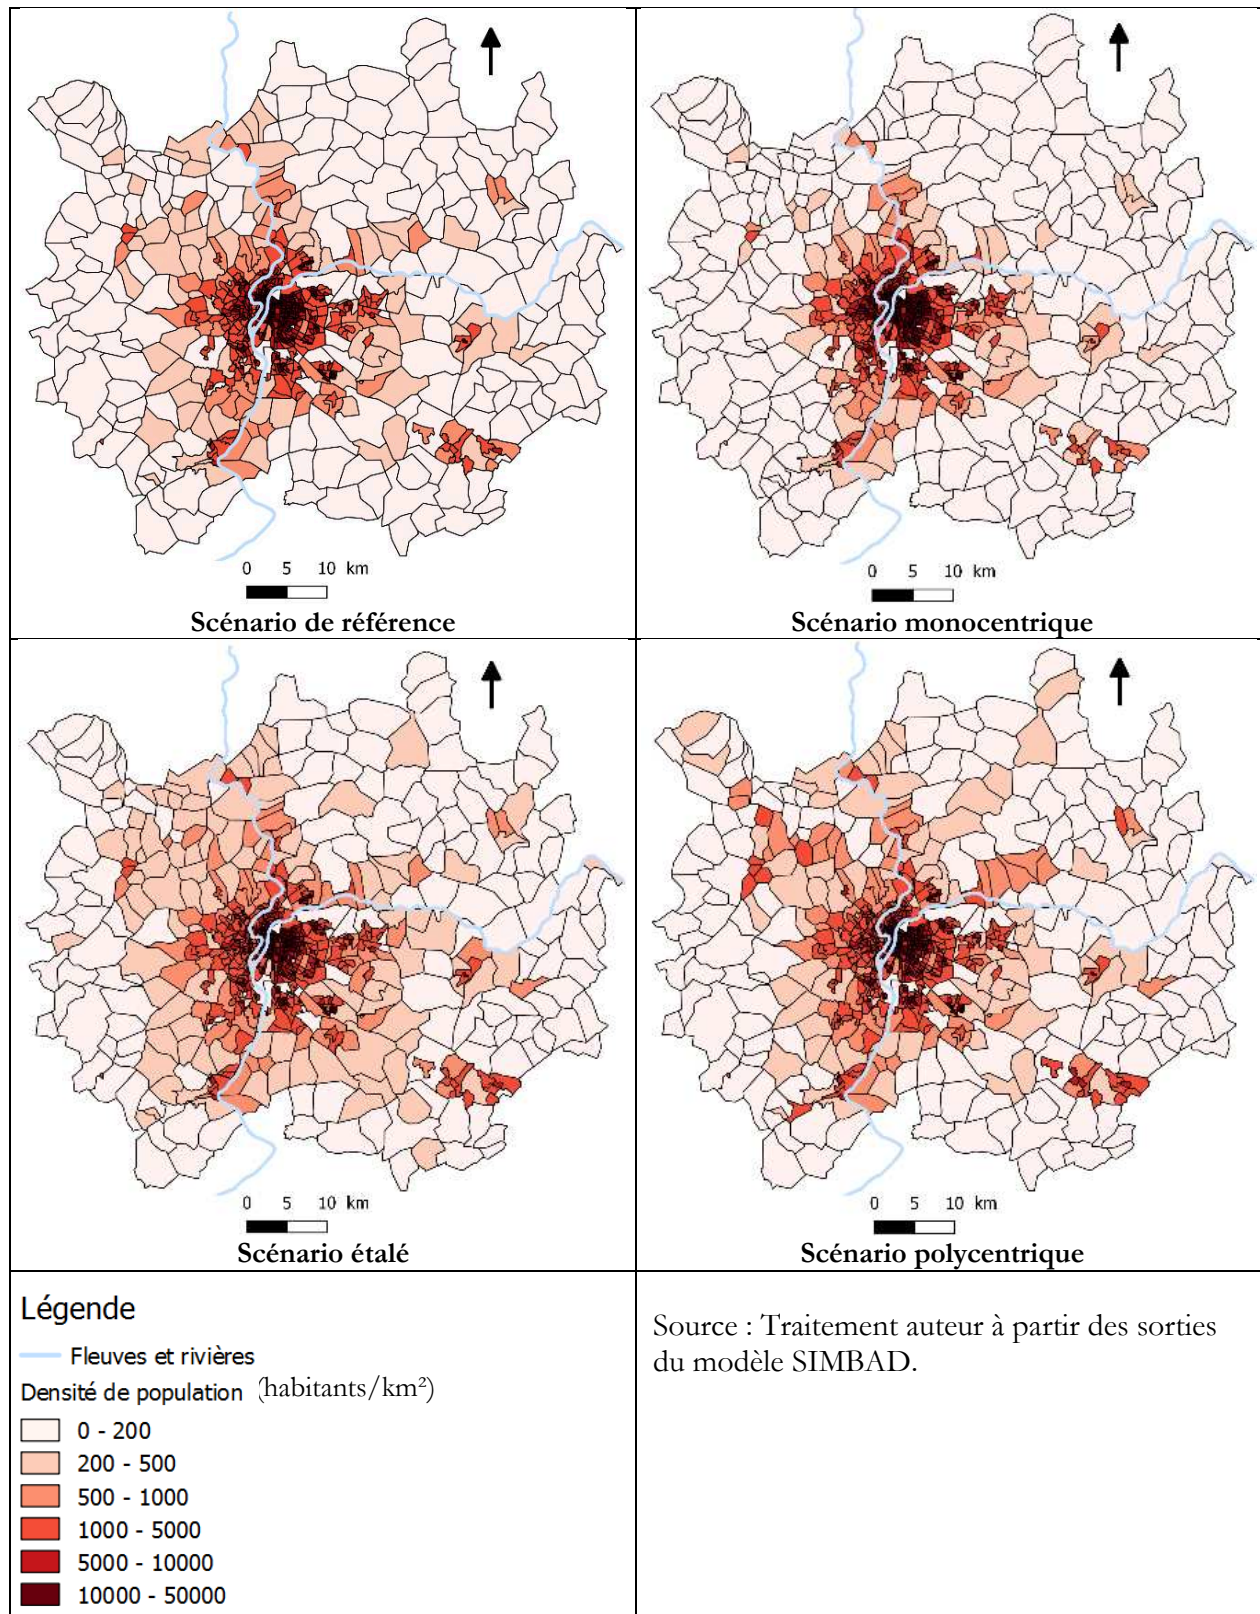 0 5 10 km
Scénario de référence
0 5 10 km
Scénario monocentrique
0 5 10 km
Scénario étalé
0 5 10 km
Scénario polycentrique
Légende
Fleuves et rivières
Densité de population (habitants/km²)
0 - 200
200 - 500
500 - 1000
1000 - 5000
5000 - 10000
10000 - 50000
Source : Traitement auteur à partir des sorties
du modèle SIMBAD.